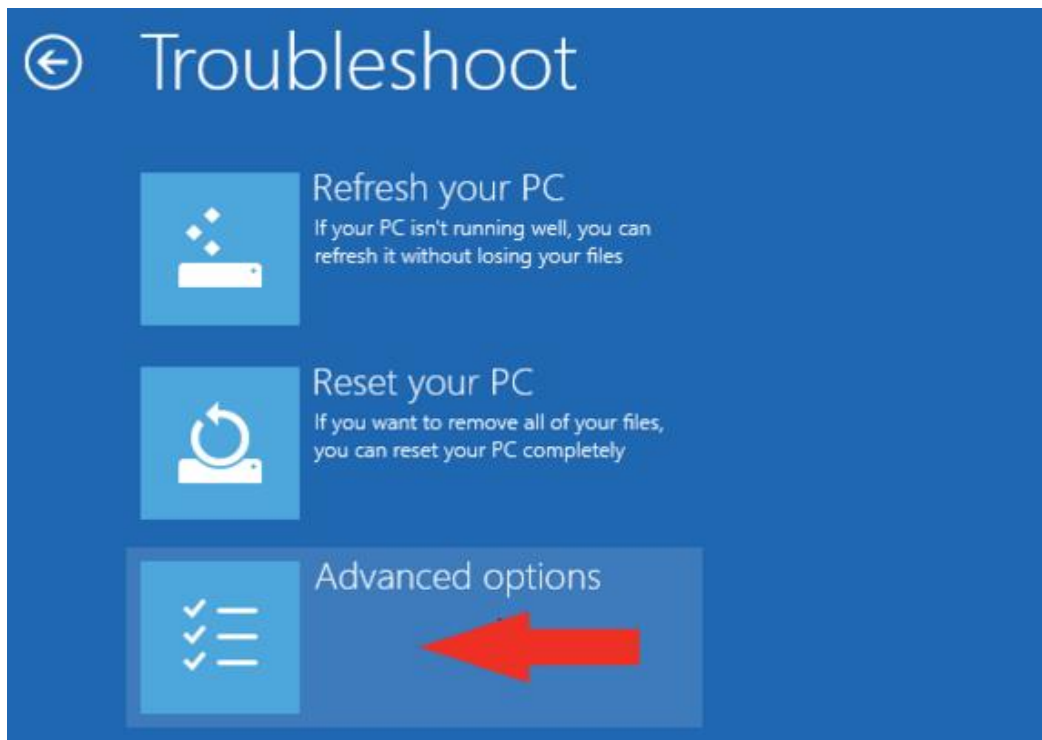 Troubleshoot
Refresh your PC
If your PC isn't running well, you can
refresh it without losing your files
Reset your PC
If you want to remove all of your files,
you can reset your PC completely
Advanced options